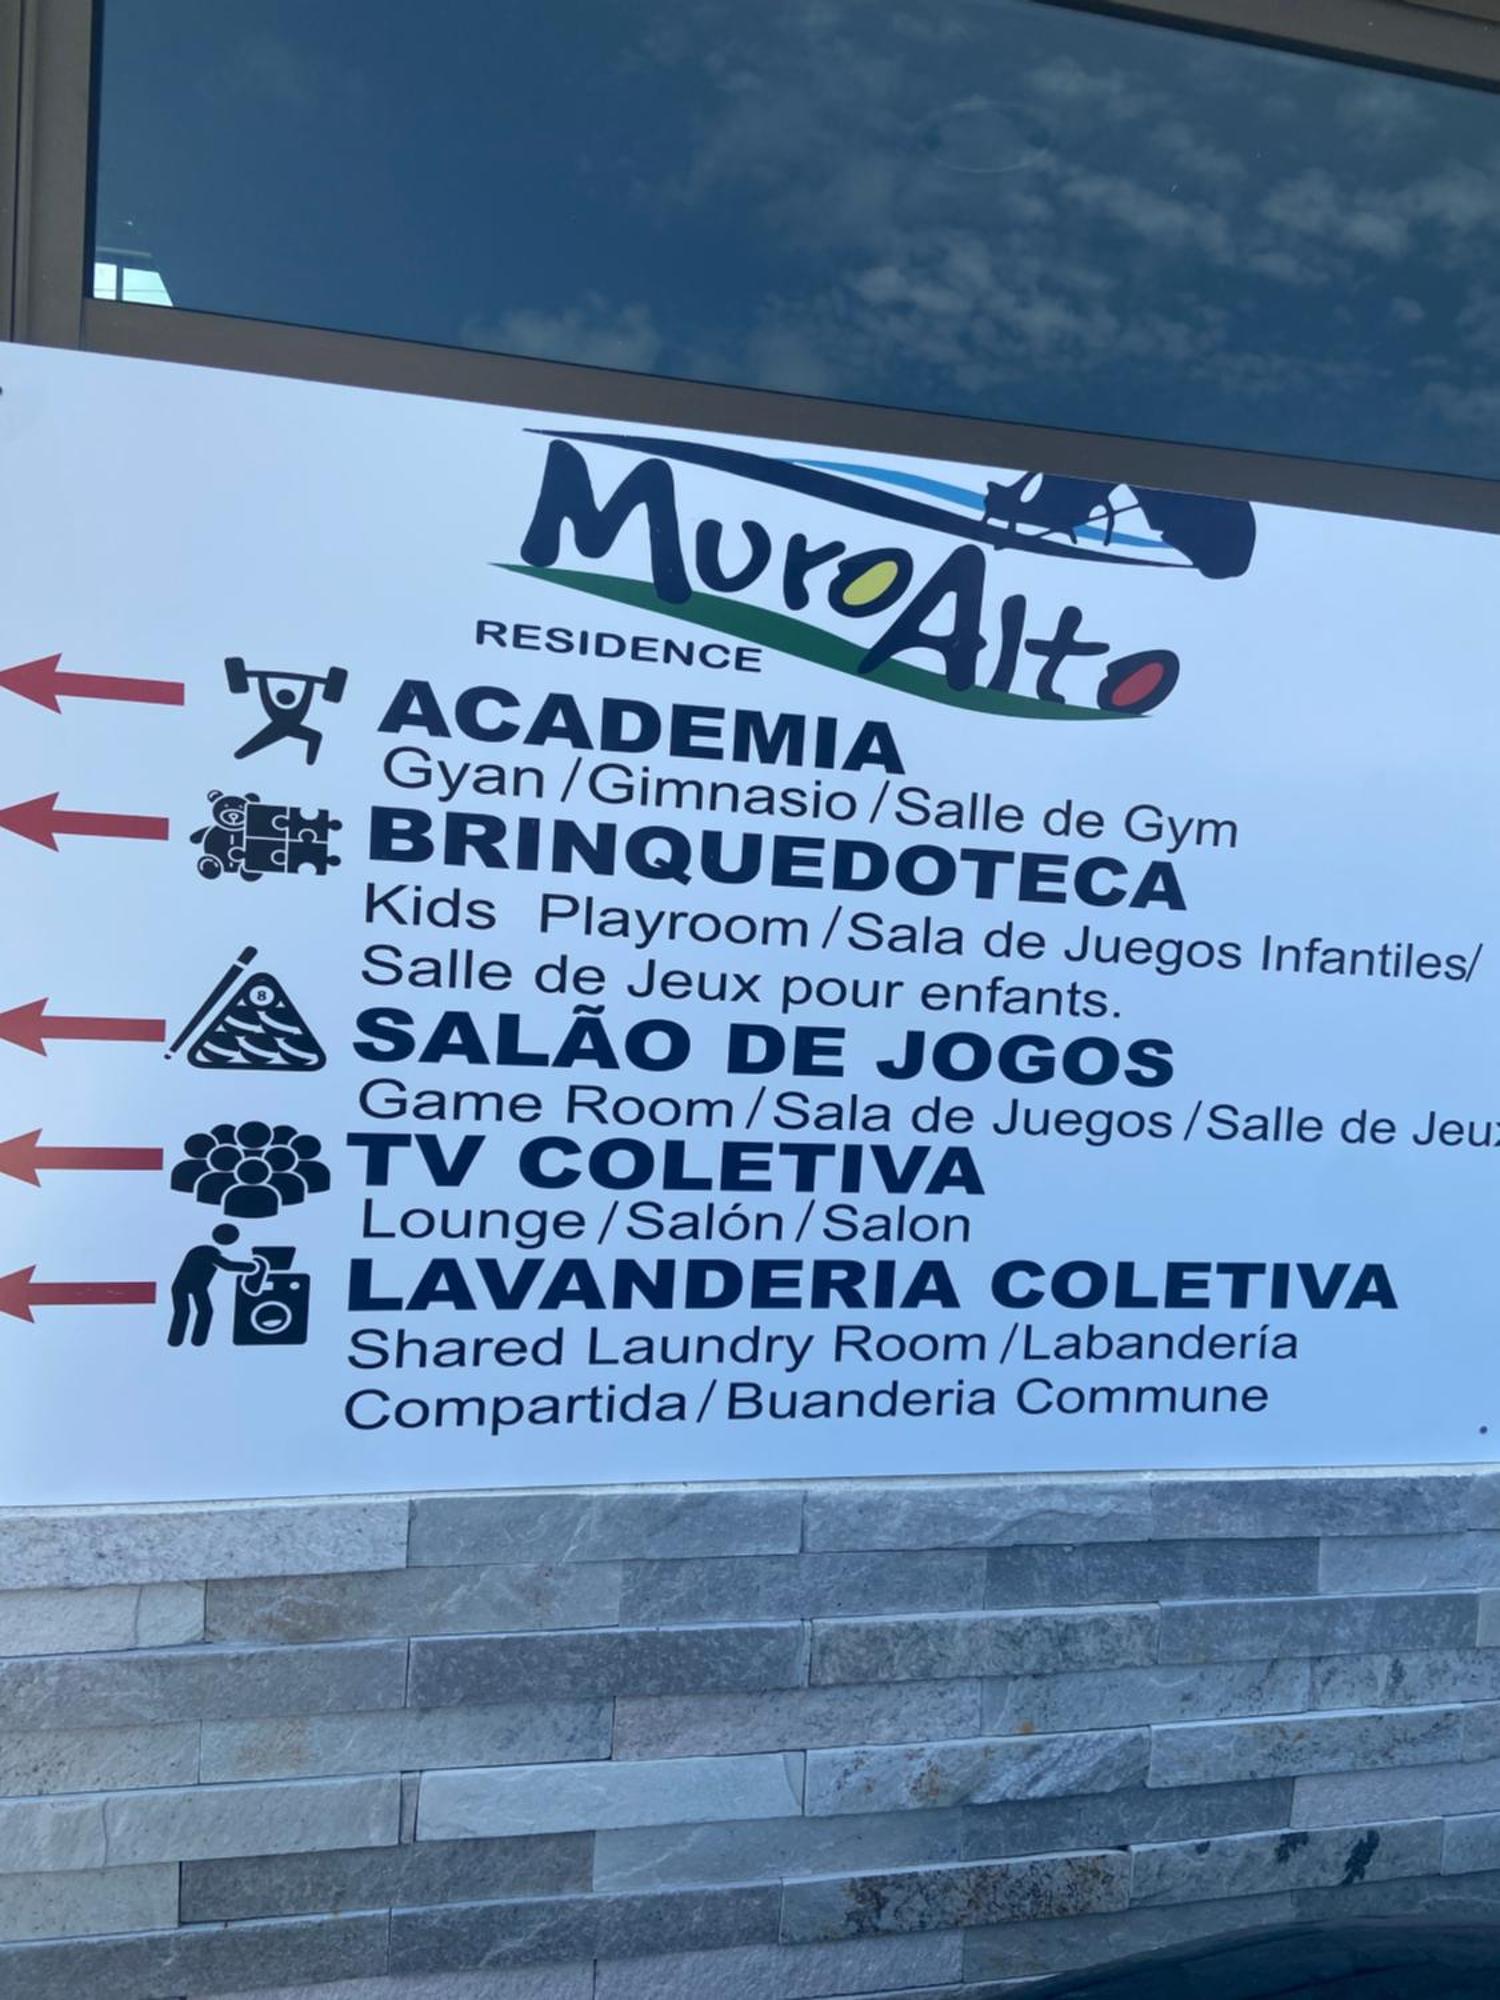 MuroAlto
RESIDENCE
ACADEMIA
Gyan / Gimnasio / Salle de Gym
BRINQUEDOTECA
Kids Playroom / Sala de Juegos Infantiles/
Salle de Jeux pour enfants.
8
SALÃO DE JOGOS
Game Room / Sala de Juegos / Salle de Jeux
TV COLETIVA
Lounge / Salón / Salon
LAVANDERIA COLETIVA
Shared Laundry Room / Labandería
Compartida / Buanderia Commune